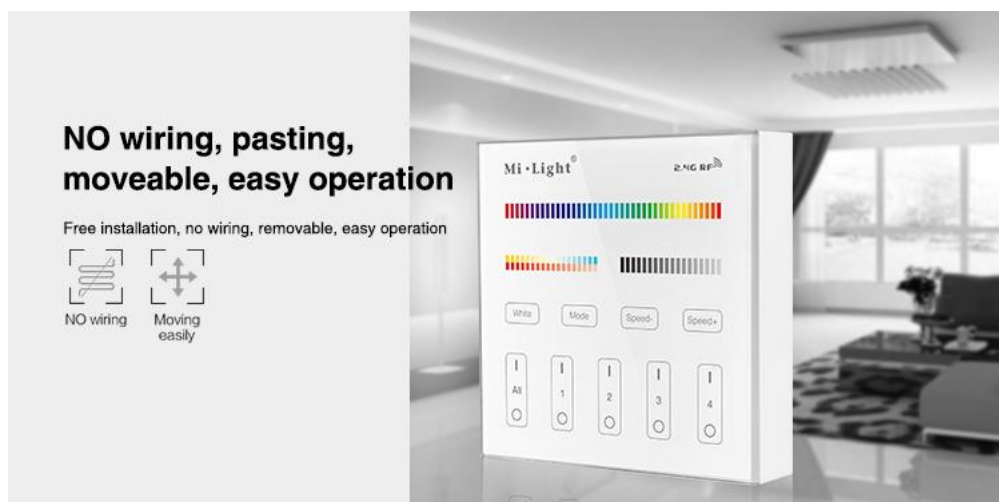 NO wiring, pasting,
moveable, easy operation
Free installation, no wiring, removable, easy operation
NO wiring
Moving
easily
Mi•Light®
2.4G RF
White
Mode
Speed-
Speed+
All
1
2
3
4